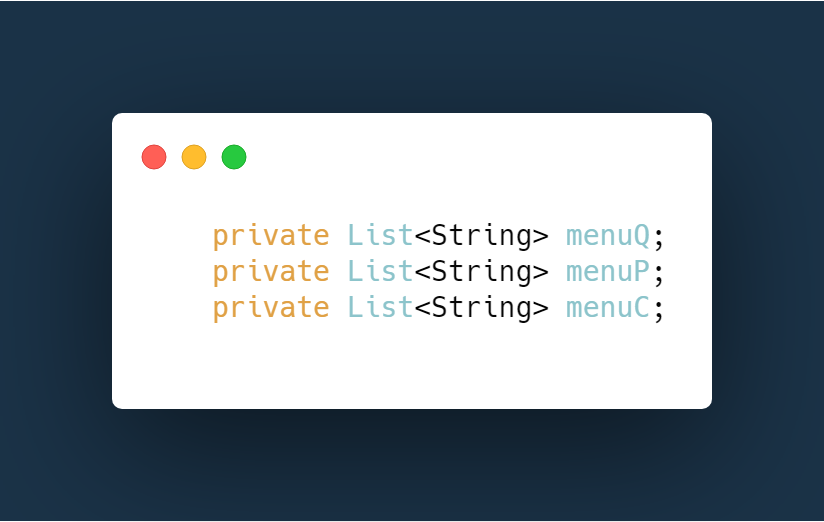 private List<String> menuQ;
private List<String> menuP;
private List<String> menuC;